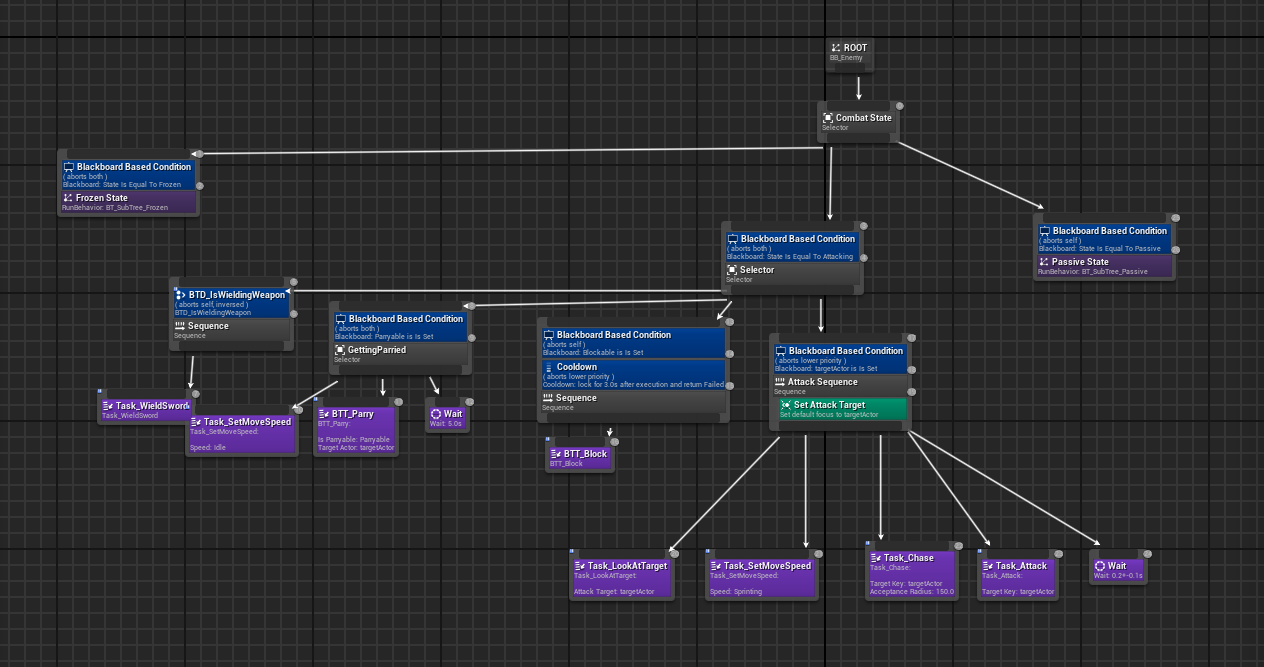 ROOT
BB_Enemy
Combat State
Selector
Blackboard Based Condition
( aborts both )
Blackboard: State Is Equal To Frozen
Frozen State
RunBehavior: BT_SubTree_Frozen
Blackboard Based Condition
( aborts both )
Blackboard: State Is Equal To Attacking
Selector
Selector
Blackboard Based Condition
( aborts self )
Blackboard: State Is Equal To Passive
Passive State
RunBehavior: BT_SubTree_Passive
BTD_IsWieldingWeapon
( aborts self, inversed )
BTD_IsWieldingWeapon
Sequence
Sequence
Blackboard Based Condition
( aborts both )
Blackboard: Parryable is Is Set
GettingParried
Selector
Blackboard Based Condition
( aborts self )
Blackboard: Blockable is Is Set
Cooldown
( aborts lower priority )
Cooldown: lock for 3.0s after execution and return Failed
Sequence
Sequence
Blackboard Based Condition
( aborts lower priority )
Blackboard: targetActor is Is Set
Attack Sequence
Sequence
Set Attack Target
Set default focus to targetActor
Task_WieldSword
Task_WieldSword
Task_SetMoveSpeed
Task_SetMoveSpeed:
Speed: Idle
BTT_Parry
BTT_Parry:
Is Parryable: Parryable
Target Actor: targetActor
Wait
Wait: 5.0s
BTT_Block
BTT_Block
Task_LookAtTarget
Task_LookAtTarget:
Attack Target: targetActor
Task_SetMoveSpeed
Task_SetMoveSpeed:
Speed: Sprinting
Task_Chase
Task_Chase:
Target Key: targetActor
Acceptance Radius: 150.0
Task_Attack
Task_Attack:
Target Key: targetActor
Wait
Wait: 0.2+-0.1s